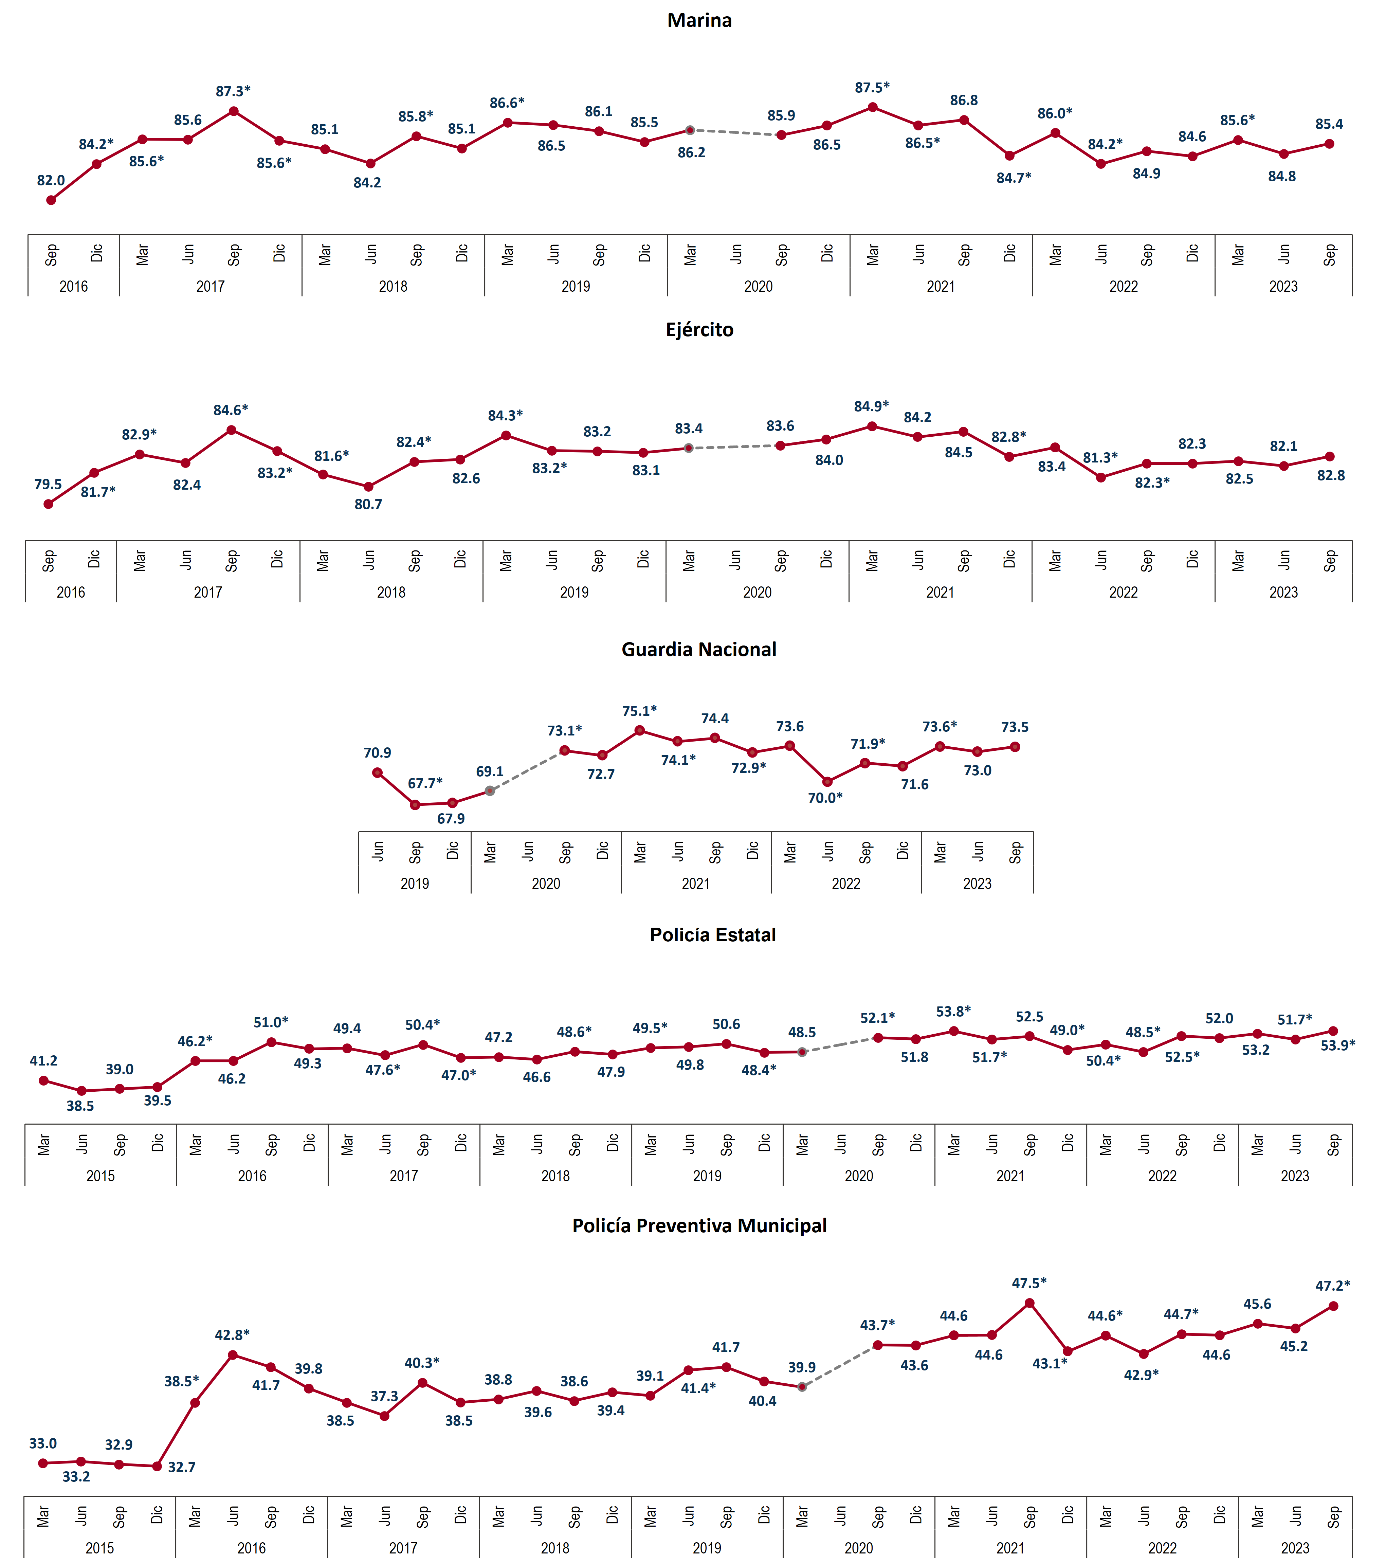 Marina
82.0 84.2* 85.6* 85.6 87.3* 85.6* 85.1 84.2 85.8* 85.1 86.6* 86.5 86.1 85.5 86.2 85.9 86.5 87.5* 86.5* 86.8 84.7* 86.0* 84.2* 84.9 84.6 85.6* 84.8 85.4
Sep Dic Mar Jun Sep Dic Mar Jun Sep Dic Mar Jun Sep Dic Mar Jun Sep Dic Mar Jun Sep Dic Mar Jun Sep Dic Mar Jun Sep
2016 2017 2018 2019 2020 2021 2022 2023
Ejército
79.5 81.7* 82.9* 82.4 84.6* 83.2* 81.6* 80.7 82.4* 82.6 84.3* 83.2* 83.2 83.1 83.4 83.6 84.0 84.9* 84.2 84.5 82.8* 83.4 81.3* 82.3* 82.3 82.5 82.1 82.8
Sep Dic Mar Jun Sep Dic Mar Jun Sep Dic Mar Jun Sep Dic Mar Jun Sep Dic Mar Jun Sep Dic Mar Jun Sep Dic Mar Jun Sep
2016 2017 2018 2019 2020 2021 2022 2023
Guardia Nacional
70.9 67.7* 67.9 69.1 73.1* 72.7 75.1* 74.1* 74.4 72.9* 73.6 70.0* 71.9* 71.6 73.6* 73.0 73.5
Jun Sep Dic Mar Jun Sep Dic Mar Jun Sep Dic Mar Jun Sep Dic Mar Jun Sep
2019 2020 2021 2022 2023
Policía Estatal
41.2 38.5 39.0 39.5 46.2* 46.2 51.0* 49.3 49.4 47.6* 50.4* 47.0* 47.2 46.6 48.6* 47.9 49.5* 49.8 50.6 48.4* 48.5 52.1* 51.8 53.8* 51.7* 52.5 49.0* 50.4* 48.5* 52.5* 52.0 53.2 51.7* 53.9*
Mar Jun Sep Dic Mar Jun Sep Dic Mar Jun Sep Dic Mar Jun Sep Dic Mar Jun Sep Dic Mar Jun Sep Dic Mar Jun Sep Dic Mar Jun Sep Dic Mar Jun Sep
2015 2016 2017 2018 2019 2020 2021 2022 2023
Policía Preventiva Municipal
33.0 33.2 32.9 32.7 38.5* 42.8* 41.7 39.8 38.5 37.3 40.3* 38.5 38.8 39.6 38.6 39.4 39.1 41.4* 41.7 40.4 39.9 43.7* 43.6 44.6 44.6 47.5* 43.1* 44.6* 42.9* 44.7* 44.6 45.6 45.2 47.2*
Mar Jun Sep Dic Mar Jun Sep Dic Mar Jun Sep Dic Mar Jun Sep Dic Mar Jun Sep Dic Mar Jun Sep Dic Mar Jun Sep Dic Mar Jun Sep Dic Mar Jun Sep
2015 2016 2017 2018 2019 2020 2021 2022 2023